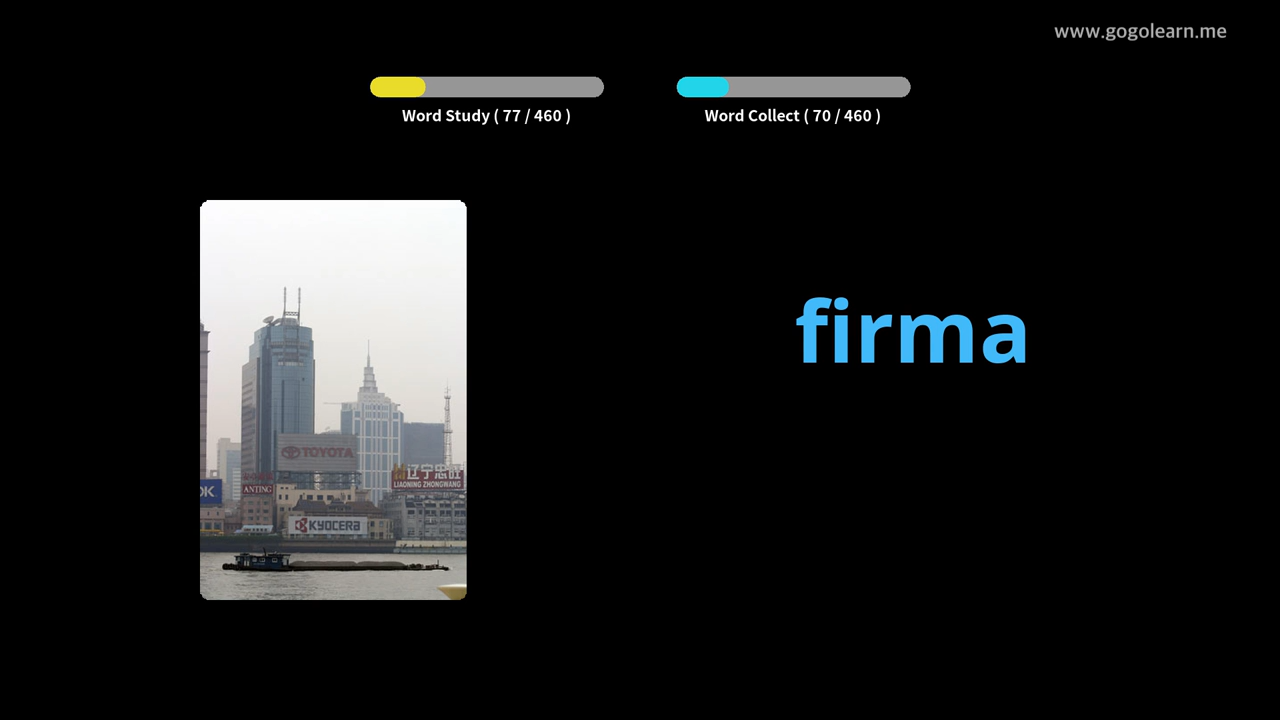 www.gogolearn.me
Word Study ( 77 / 460 )
Word Collect ( 70 / 460 )
firma
TOYOTA
辽宁忠旺
LIAONING ZHONGWANG
OK
ANTING
KYOCERA